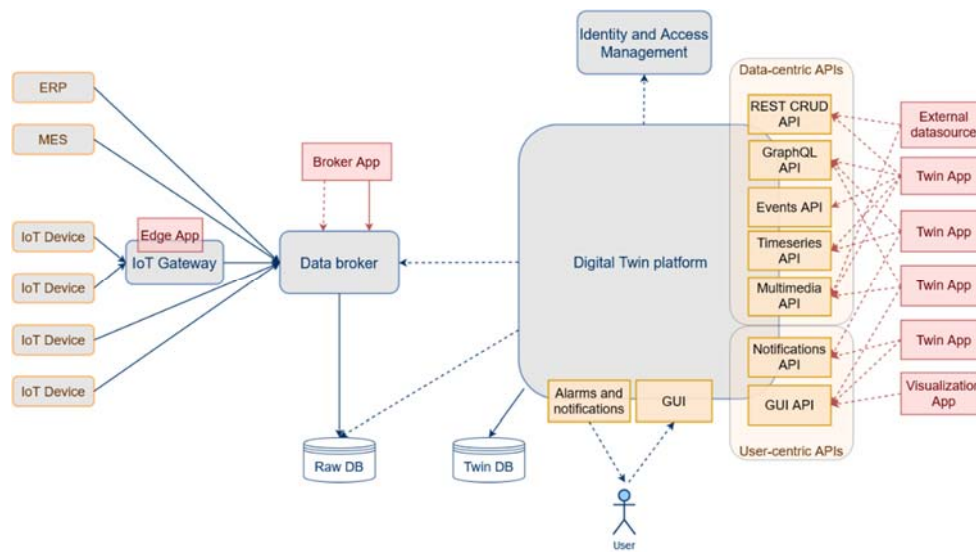 Identity and Access
Management
Data-centric APIs
ERP
REST CRUD
API
External
datasource
MES
Broker App
GraphQL
API
Twin App
Events API
IoT Device
Edge App
Twin App
IoT Gateway
Data broker
Digital Twin platform
Timeseries
API
IoT Device
Multimedia
API
Twin App
IoT Device
Notifications
API
Twin App
IoT Device
Alarms and
notifications
GUI
GUI API
Visualization
App
User-centric APIs
Raw DB
Twin DB
User